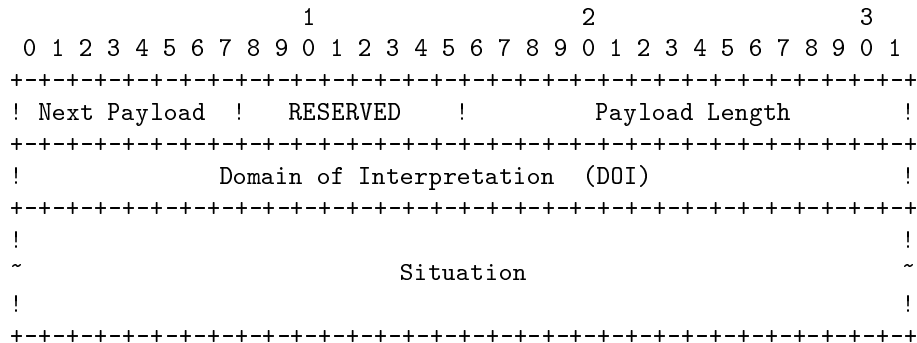 1                   2                   3
 0 1 2 3 4 5 6 7 8 9 0 1 2 3 4 5 6 7 8 9 0 1 2 3 4 5 6 7 8 9 0 1
+-+-+-+-+-+-+-+-+-+-+-+-+-+-+-+-+-+-+-+-+-+-+-+-+-+-+-+-+-+-+-+-+
! Next Payload  !   RESERVED    !         Payload Length        !
+-+-+-+-+-+-+-+-+-+-+-+-+-+-+-+-+-+-+-+-+-+-+-+-+-+-+-+-+-+-+-+-+
!              Domain of Interpretation  (DOI)                  !
+-+-+-+-+-+-+-+-+-+-+-+-+-+-+-+-+-+-+-+-+-+-+-+-+-+-+-+-+-+-+-+-+
!                                                               !
~                           Situation                           ~
!                                                               !
+-+-+-+-+-+-+-+-+-+-+-+-+-+-+-+-+-+-+-+-+-+-+-+-+-+-+-+-+-+-+-+-+